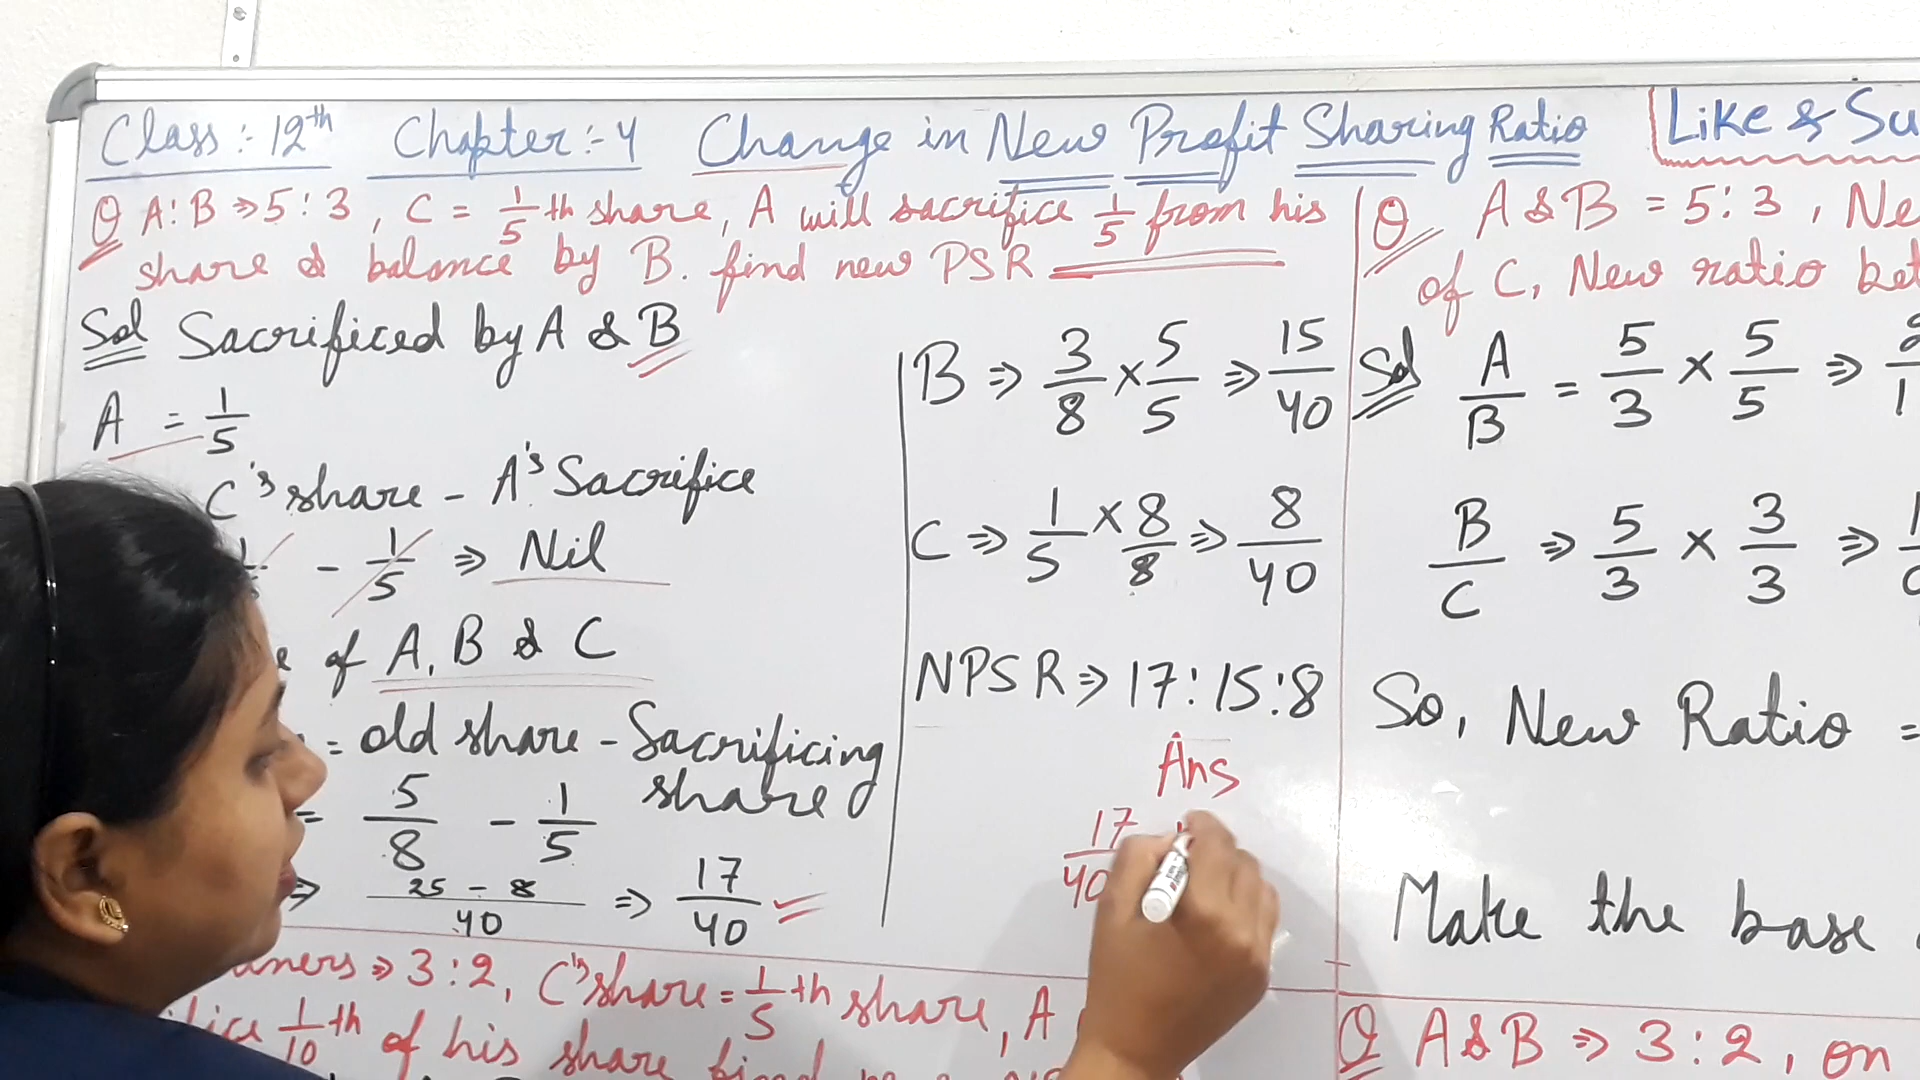 Class :- 12th Chapter :- 4 Change in New Profit Sharing Ratio Like & Su
Q A : B ⇒ 5 : 3 , C = 1/5 th share, A will sacrifice 1/5 from his
share & balance by B. find new PSR
Sol Sacrificed by A & B
A = 1/5
C's share - A's Sacrifice
- 1/5 ⇒ Nil
of A, B & C
= old share - Sacrificing
share
= 5/8 - 1/5
⇒ 25 - 8/40 ⇒ 17/40
B ⇒ 3/8 × 5/5 ⇒ 15/40
C ⇒ 1/5 × 8/8 ⇒ 8/40
NPSR ⇒ 17 : 15 : 8
Ans
17/40
Q A & B = 5 : 3 , Ne
of C, New ratio bet
Sol A/B = 5/3 × 5/5 ⇒
B/C ⇒ 5/3 × 3/3 ⇒
So, New Ratio =
Make the base
⇒ 3 : 2, C's share = 1/5 th share, A
1/10 th of his share find
Q A & B ⇒ 3 : 2, on